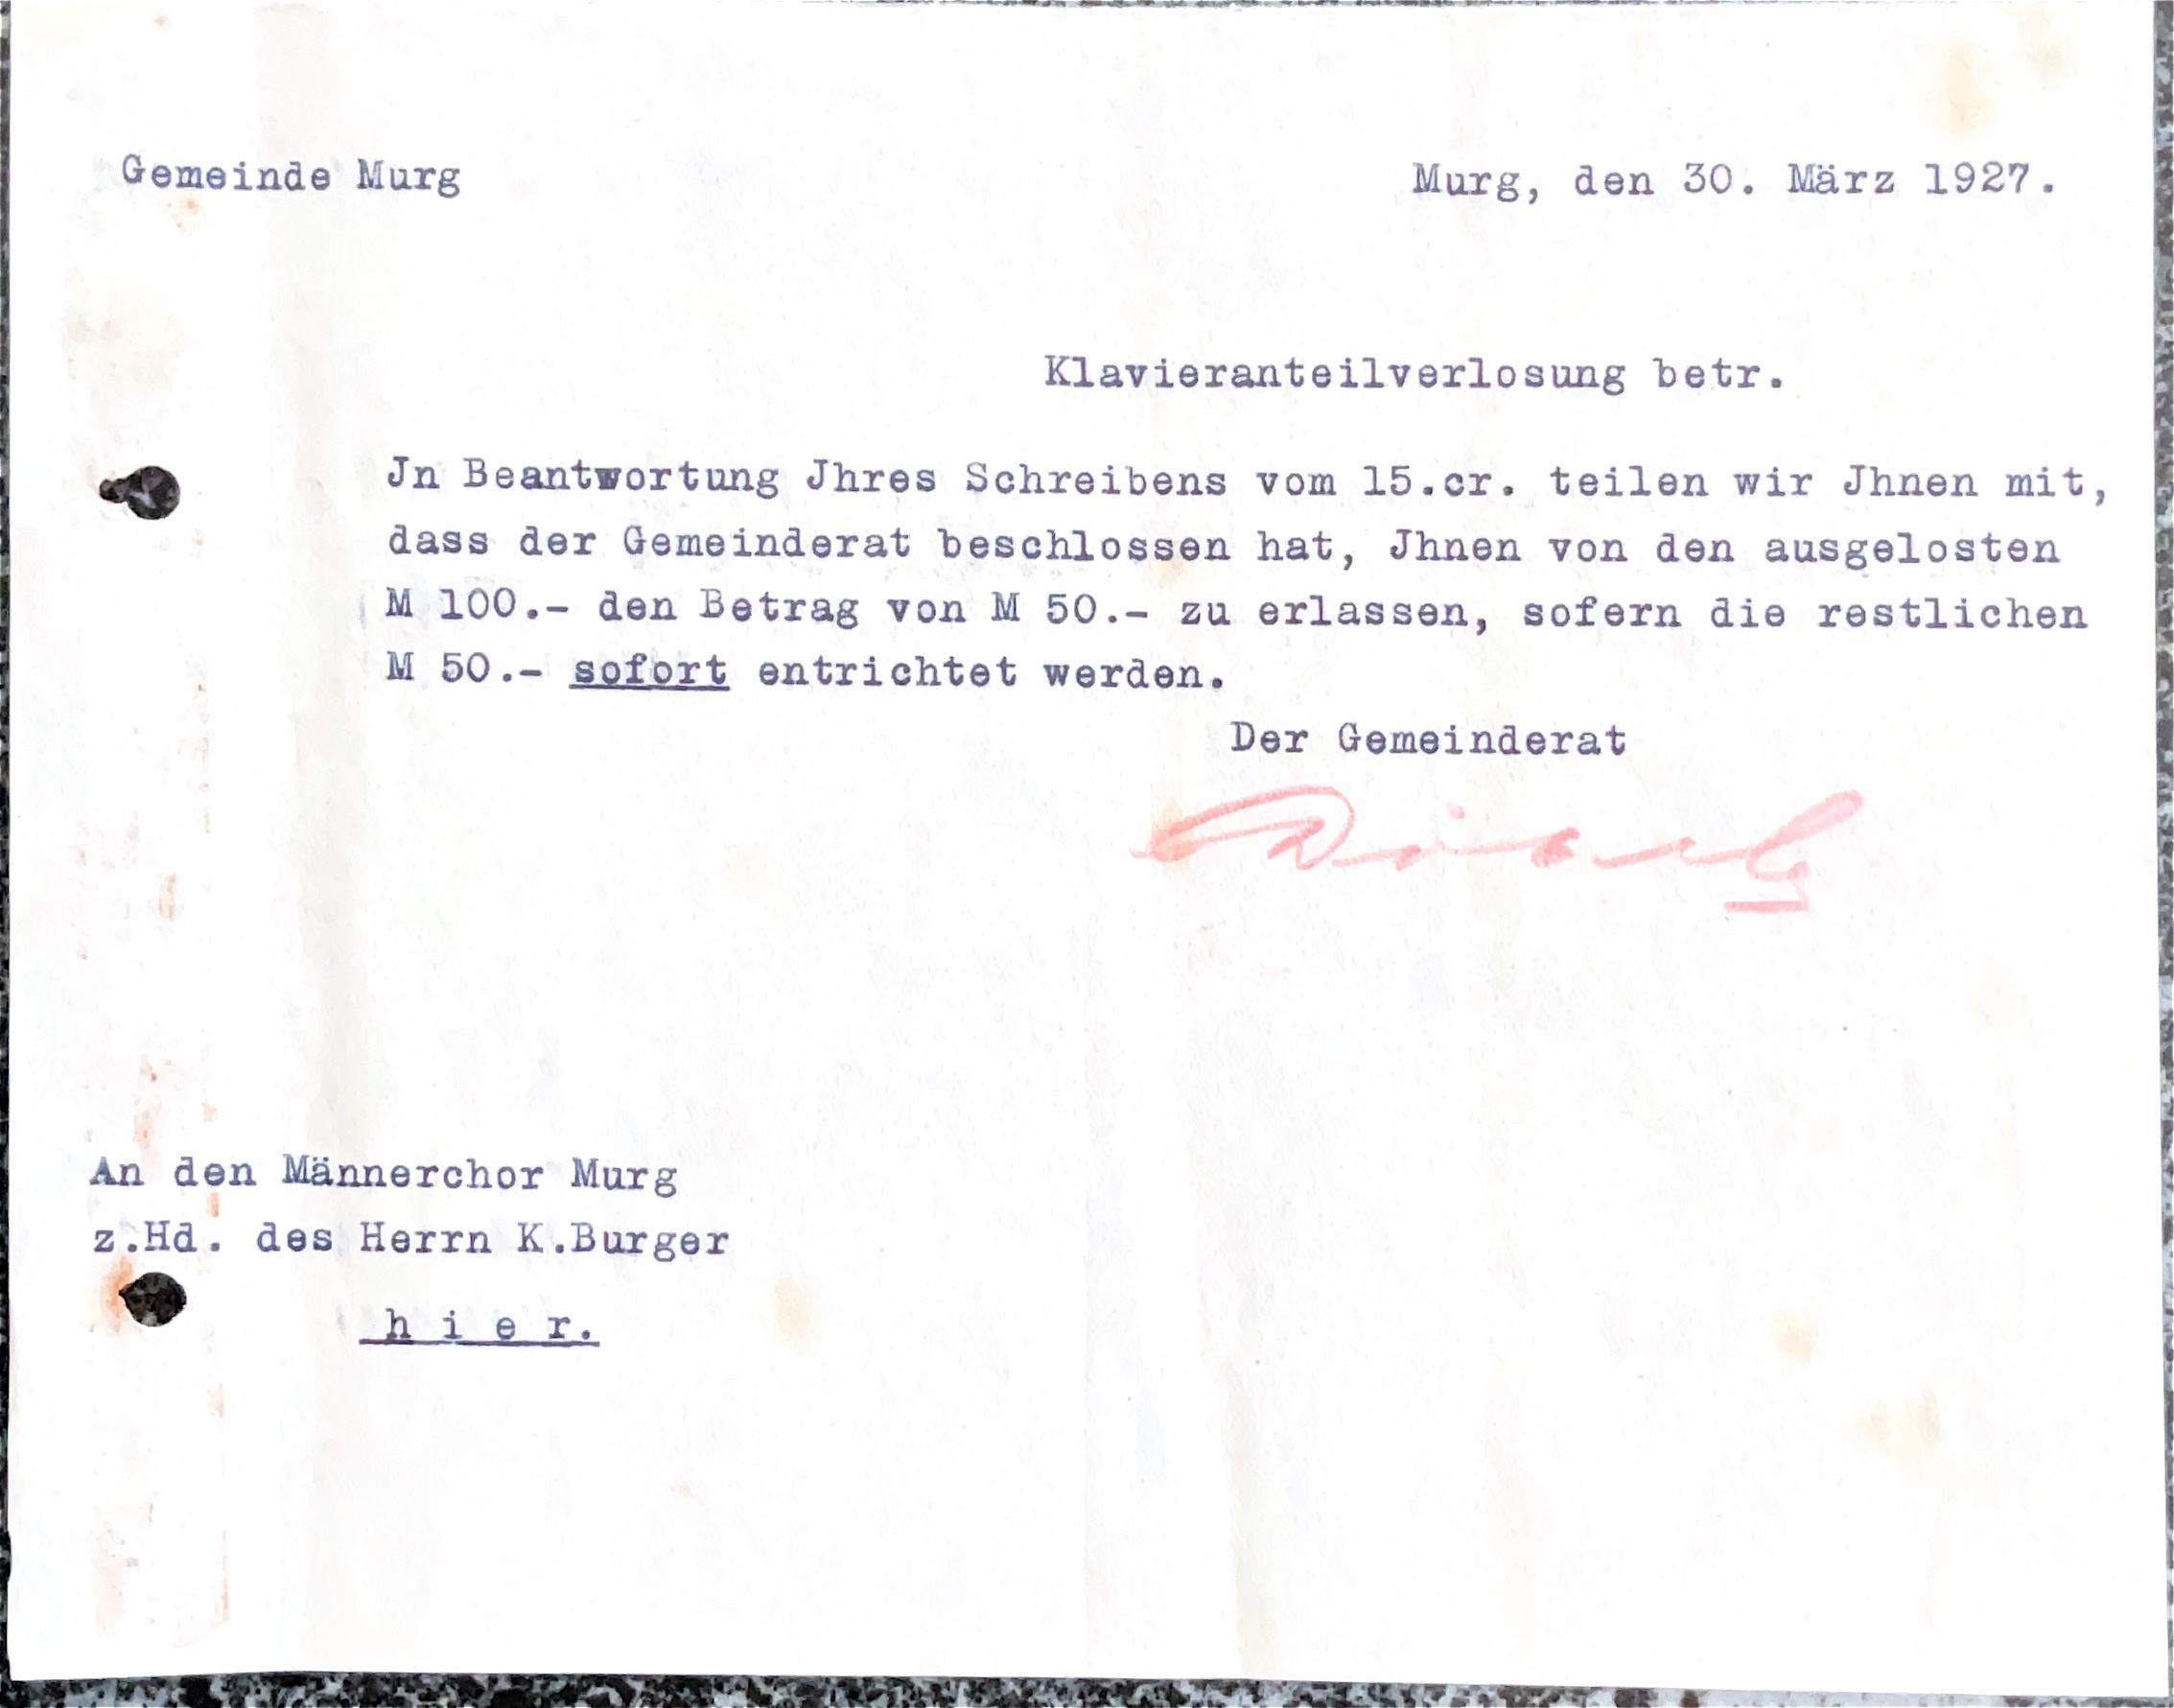 Gemeinde Murg
Murg, den 30. März 1927.
Klavieranteilverlosung betr.
Jn Beantwortung Jhres Schreibens vom 15.cr. teilen wir Jhnen mit,
dass der Gemeinderat beschlossen hat, Jhnen von den ausgelosten
M 100.- den Betrag von M 50.- zu erlassen, sofern die restlichen
M 50.- sofort entrichtet werden.
Der Gemeinderat
An den Männerchor Murg
z.Hd. des Herrn K.Burger
h i e r.